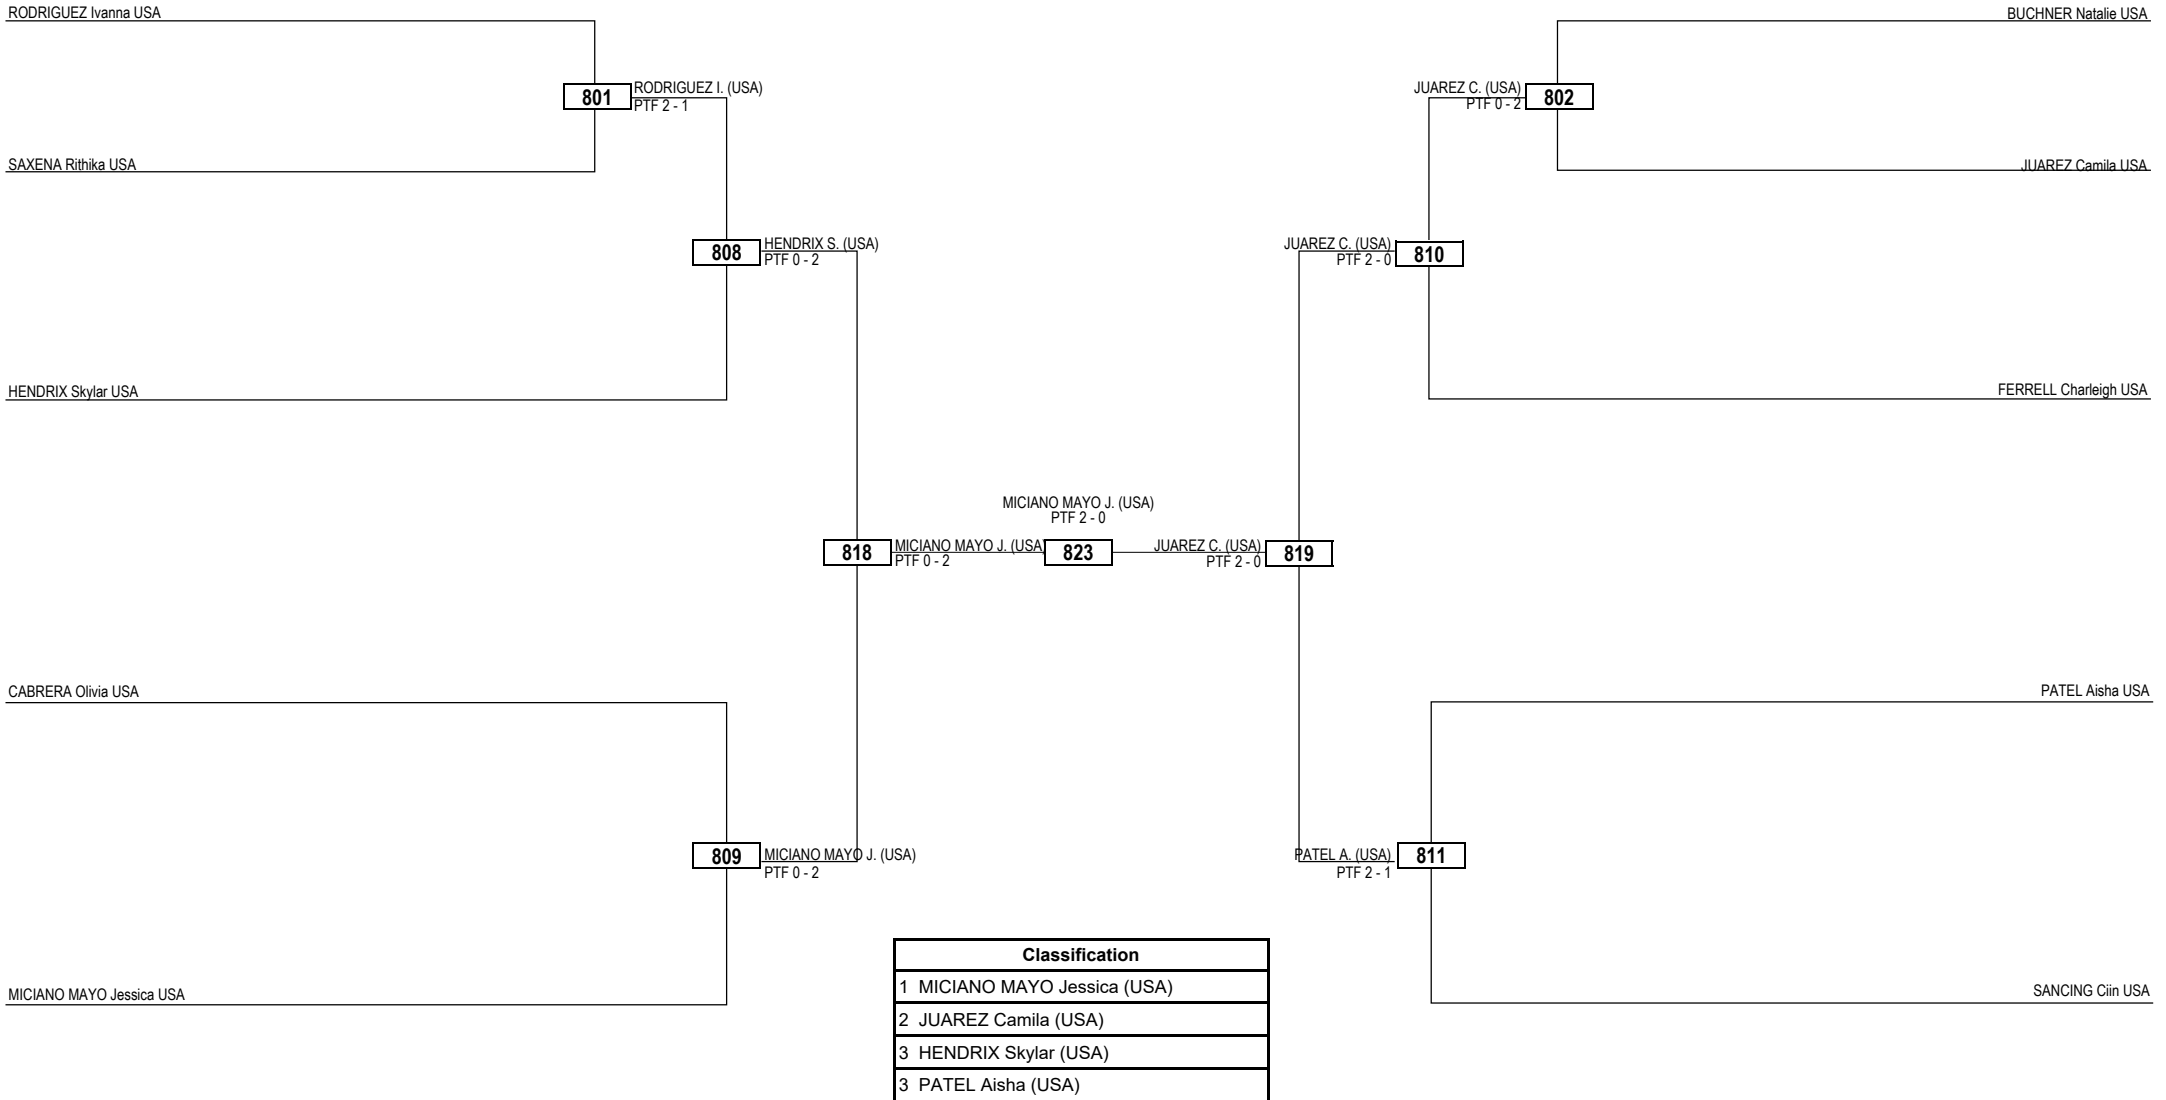 RODRIGUEZ Ivanna USA
BUCHNER Natalie USA
801
RODRIGUEZ I. (USA)
PTF 2 - 1
JUAREZ C. (USA)
PTF 0 - 2
802
SAXENA Rithika USA
JUAREZ Camila USA
808
HENDRIX S. (USA)
PTF 0 - 2
JUAREZ C. (USA)
PTF 2 - 0
810
HENDRIX Skylar USA
FERRELL Charleigh USA
MICIANO MAYO J. (USA)
PTF 2 - 0
818
MICIANO MAYO J. (USA)
PTF 0 - 2
823
JUAREZ C. (USA)
PTF 2 - 0
819
CABRERA Olivia USA
PATEL Aisha USA
809
MICIANO MAYO J. (USA)
PTF 0 - 2
PATEL A. (USA)
PTF 2 - 1
811
MICIANO MAYO Jessica USA
SANCING Ciin USA
Classification
1 MICIANO MAYO Jessica (USA)
2 JUAREZ Camila (USA)
3 HENDRIX Skylar (USA)
3 PATEL Aisha (USA)